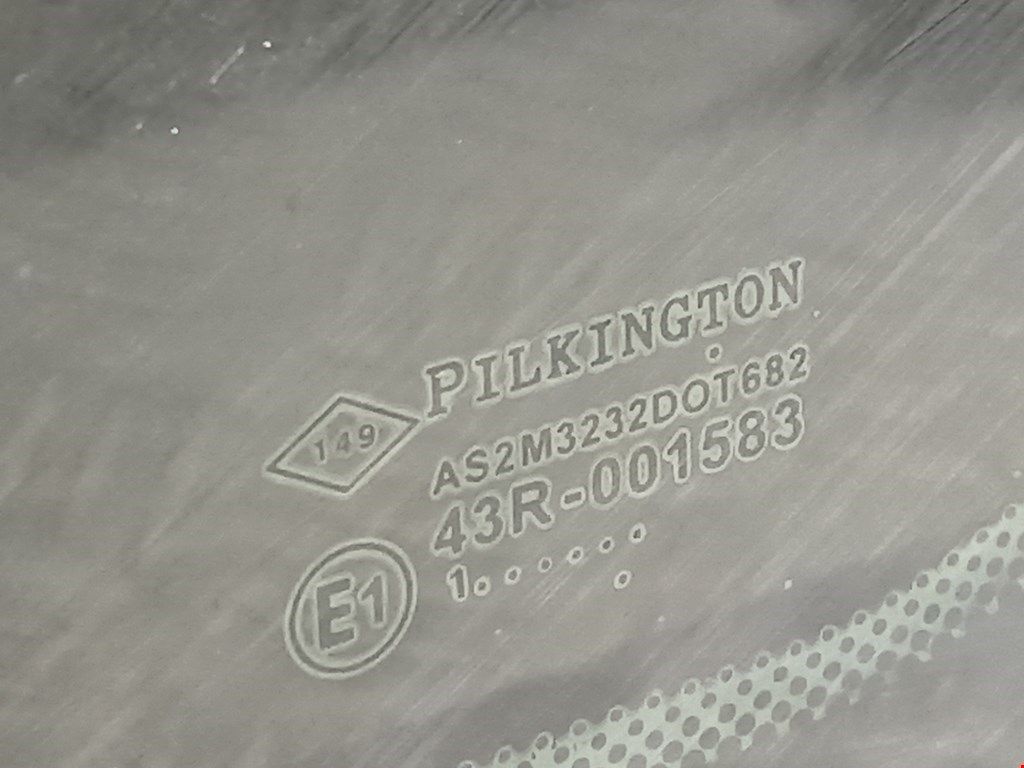 PILKINGTON
149
AS2M3232DOT682
43R-001583
E1
1